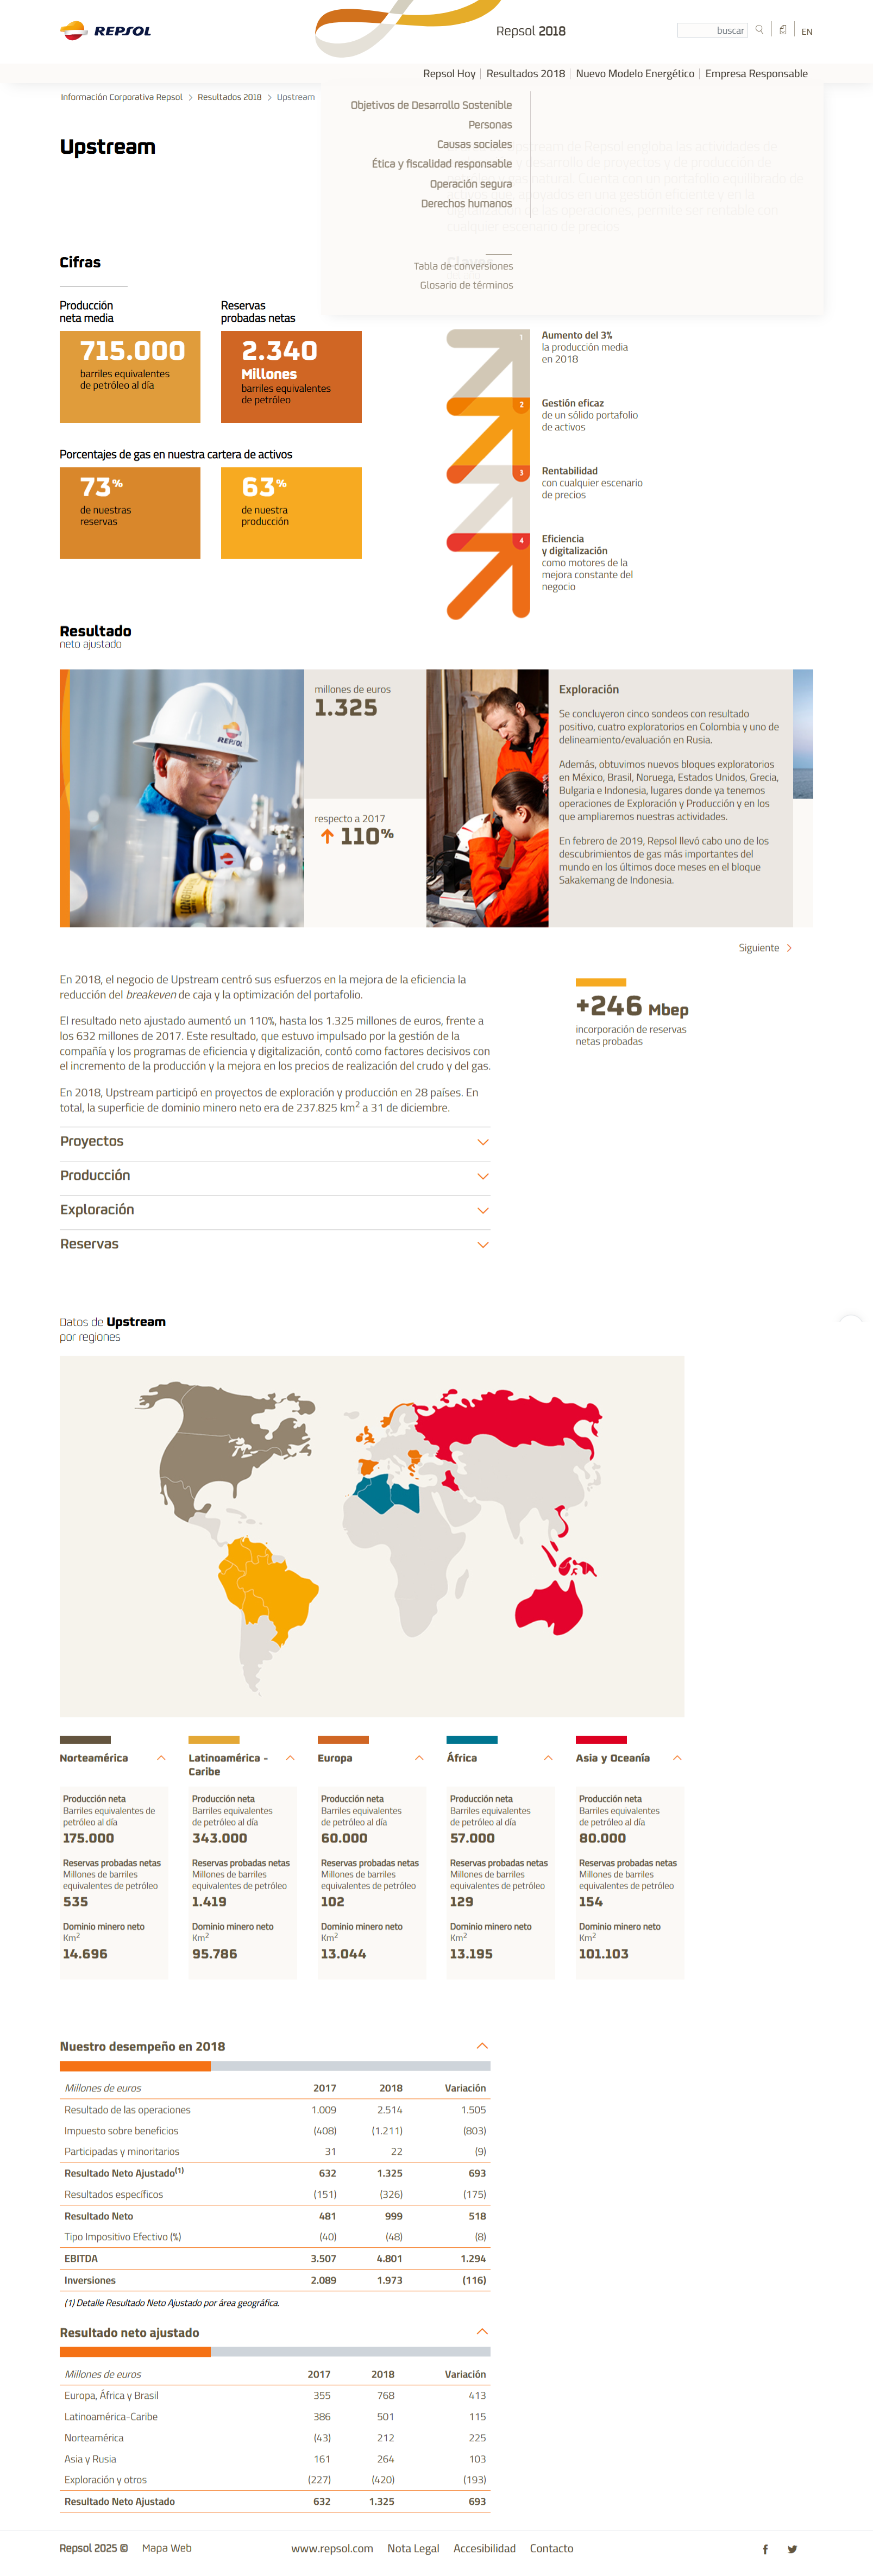 REPSOL
Repsol 2018
buscar
EN
Repsol Hoy
Resultados 2018
Nuevo Modelo Energético
Empresa Responsable
Información Corporativa Repsol > Resultados 2018 > Upstream
Objetivos de Desarrollo Sostenible
Personas
Causas sociales
Ética y fiscalidad responsable
Operación segura
Derechos humanos
Tabla de conversiones
Glosario de términos
Upstream
Cifras
Claves
Producción
neta media
715.000
barriles equivalentes
de petróleo al día
Reservas
probadas netas
2.340
Millones
barriles equivalentes
de petróleo
Porcentajes de gas en nuestra cartera de activos
73%
de nuestras
reservas
63%
de nuestra
producción
1
Aumento del 3%
la producción media
en 2018
2
Gestión eficaz
de un sólido portafolio
de activos
3
Rentabilidad
con cualquier escenario
de precios
4
Eficiencia
y digitalización
como motores de la
mejora constante del
negocio
Resultado
neto ajustado
REPSOL
millones de euros
1.325
respecto a 2017
110%
Exploración
Se concluyeron cinco sondeos con resultado
positivo, cuatro exploratorios en Colombia y uno de
delineamiento/evaluación en Rusia.
Además, obtuvimos nuevos bloques exploratorios
en México, Brasil, Noruega, Estados Unidos, Grecia,
Bulgaria e Indonesia, lugares donde ya tenemos
operaciones de Exploración y Producción y en los
que ampliaremos nuestras actividades.
En febrero de 2019, Repsol llevó cabo uno de los
descubrimientos de gas más importantes del
mundo en los últimos doce meses en el bloque
Sakakemang de Indonesia.
Siguiente >
En 2018, el negocio de Upstream centró sus esfuerzos en la mejora de la eficiencia la
reducción del breakeven de caja y la optimización del portafolio.
El resultado neto ajustado aumentó un 110%, hasta los 1.325 millones de euros, frente a
los 632 millones de 2017. Este resultado, que estuvo impulsado por la gestión de la
compañía y los programas de eficiencia y digitalización, contó como factores decisivos con
el incremento de la producción y la mejora en los precios de realización del crudo y del gas.
En 2018, Upstream participó en proyectos de exploración y producción en 28 países. En
total, la superficie de dominio minero neto era de 237.825 km² a 31 de diciembre.
+246 Mbep
incorporación de reservas
netas probadas
Proyectos
Producción
Exploración
Reservas
Datos de Upstream
por regiones
Norteamérica
Producción neta
Barriles equivalentes de
petróleo al día
175.000
Reservas probadas netas
Millones de barriles
equivalentes de petróleo
535
Dominio minero neto
Km²
14.696
Latinoamérica -
Caribe
Producción neta
Barriles equivalentes
de petróleo al día
343.000
Reservas probadas netas
Millones de barriles
equivalentes de petróleo
1.419
Dominio minero neto
Km²
95.786
Europa
Producción neta
Barriles equivalentes
de petróleo al día
60.000
Reservas probadas netas
Millones de barriles
equivalentes de petróleo
102
Dominio minero neto
Km²
13.044
África
Producción neta
Barriles equivalentes
de petróleo al día
57.000
Reservas probadas netas
Millones de barriles
equivalentes de petróleo
129
Dominio minero neto
Km²
13.195
Asia y Oceanía
Producción neta
Barriles equivalentes
de petróleo al día
80.000
Reservas probadas netas
Millones de barriles
equivalentes de petróleo
154
Dominio minero neto
Km²
101.103
Nuestro desempeño en 2018
Millones de euros 2017 2018 Variación
Resultado de las operaciones 1.009 2.514 1.505
Impuesto sobre beneficios (408) (1.211) (803)
Participadas y minoritarios 31 22 (9)
Resultado Neto Ajustado(1) 632 1.325 693
Resultados específicos (151) (326) (175)
Resultado Neto 481 999 518
Tipo Impositivo Efectivo (%) (40) (48) (8)
EBITDA 3.507 4.801 1.294
Inversiones 2.089 1.973 (116)
(1) Detalle Resultado Neto Ajustado por área geográfica.
Resultado neto ajustado
Millones de euros 2017 2018 Variación
Europa, África y Brasil 355 768 413
Latinoamérica-Caribe 386 501 115
Norteamérica (43) 212 225
Asia y Rusia 161 264 103
Exploración y otros (227) (420) (193)
Resultado Neto Ajustado 632 1.325 693
Repsol 2025 © Mapa Web
www.repsol.com Nota Legal Accesibilidad Contacto